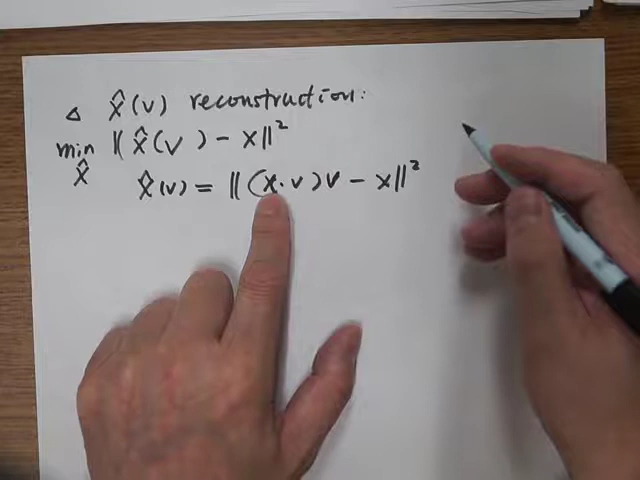 △ x̂(v) reconstruction:
min ‖ x̂(v) - x‖²
x̂
x̂(v) = ‖(x·v)v - x‖²